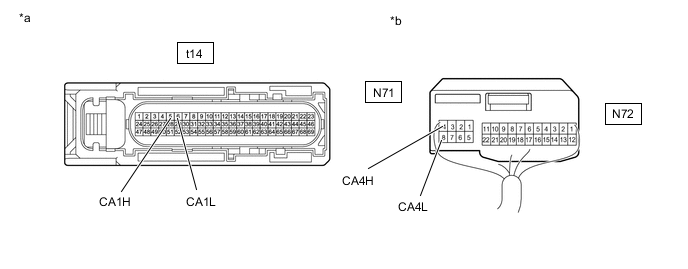 *a
*b
t14
N71
N72
1 2 3 4 5 6 7 8 9 10 11 12 13 14 15 16 17 18 19 20 21 22 23
4 3 2 1
8 7 6 5
11 10 9 8 7 6 5 4 3 2 1
22 21 20 19 18 17 16 15 14 13 12
CA4H
CA1H
CA1L
CA4L